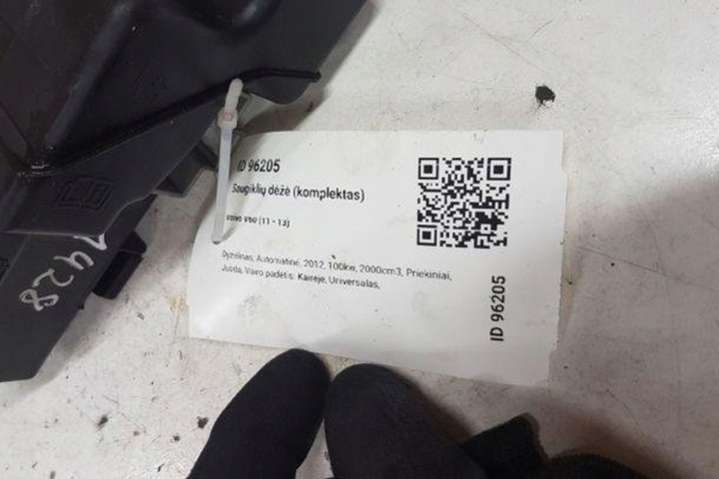 ID 96205
Saugiklių dėžė (komplektas)
Volvo V60 (11 - 13)
Dyzelinas, Automatinė, 2012, 100kw, 2000cm3, Priekiniai,
Juoda, Vairo padėtis: Kairėje, Universalas,
ID 96205
1428